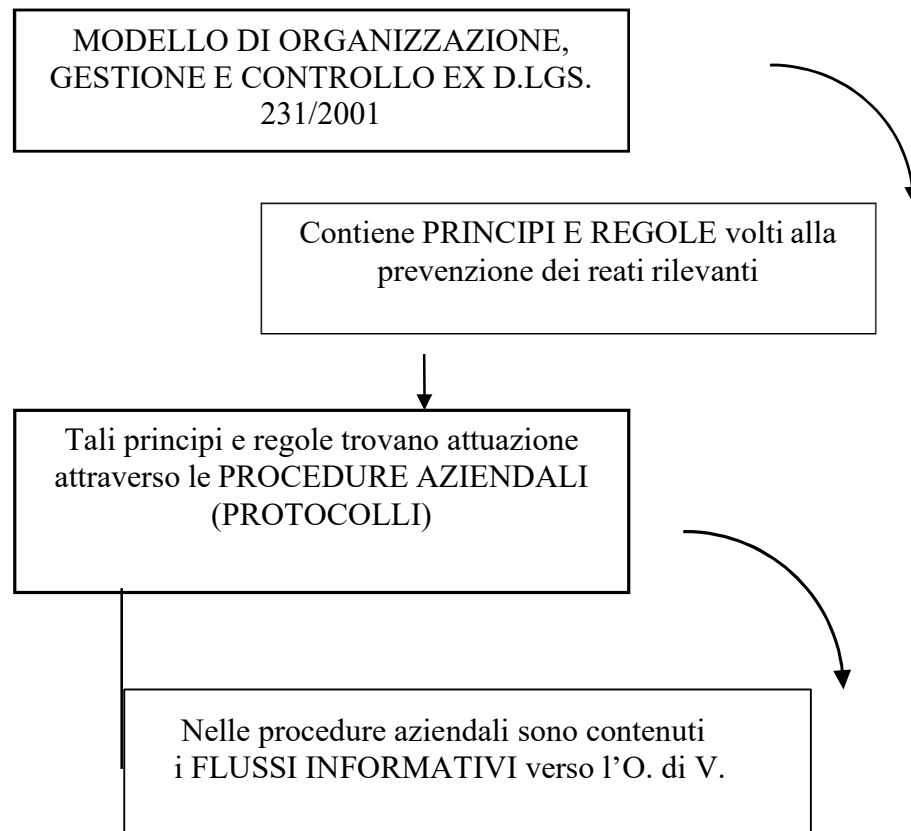 MODELLO DI ORGANIZZAZIONE,
GESTIONE E CONTROLLO EX D.LGS.
231/2001
Contiene PRINCIPI E REGOLE volti alla
prevenzione dei reati rilevanti
Tali principi e regole trovano attuazione
attraverso le PROCEDURE AZIENDALI
(PROTOCOLLI)
Nelle procedure aziendali sono contenuti
i FLUSSI INFORMATIVI verso l’O. di V.